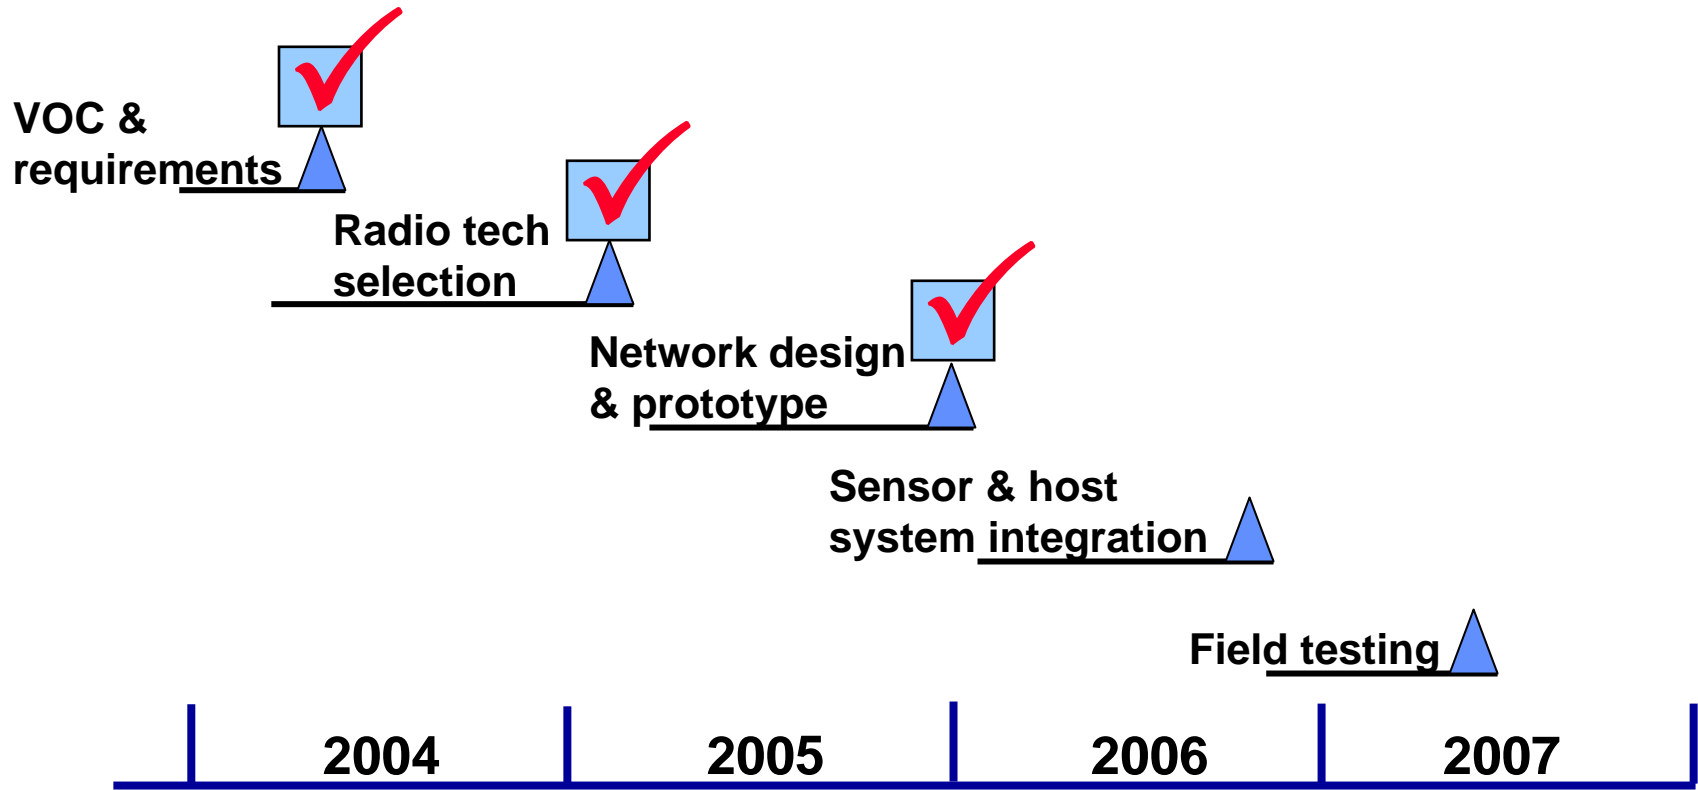 VOC &
requirements
Radio tech
selection
Network design
& prototype
Sensor & host
system integration
Field testing
2004
2005
2006
2007